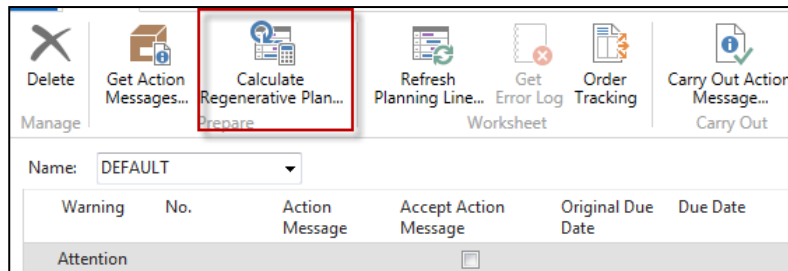 Delete
Get Action
Messages...
Calculate
Regenerative Plan...
Refresh
Planning Line...
Get
Error Log
Order
Tracking
Carry Out Action
Message...
Manage
Prepare
Worksheet
Carry Out
Name: DEFAULT
Warning No. Action Message Accept Action Message Original Due Date Due Date
Attention